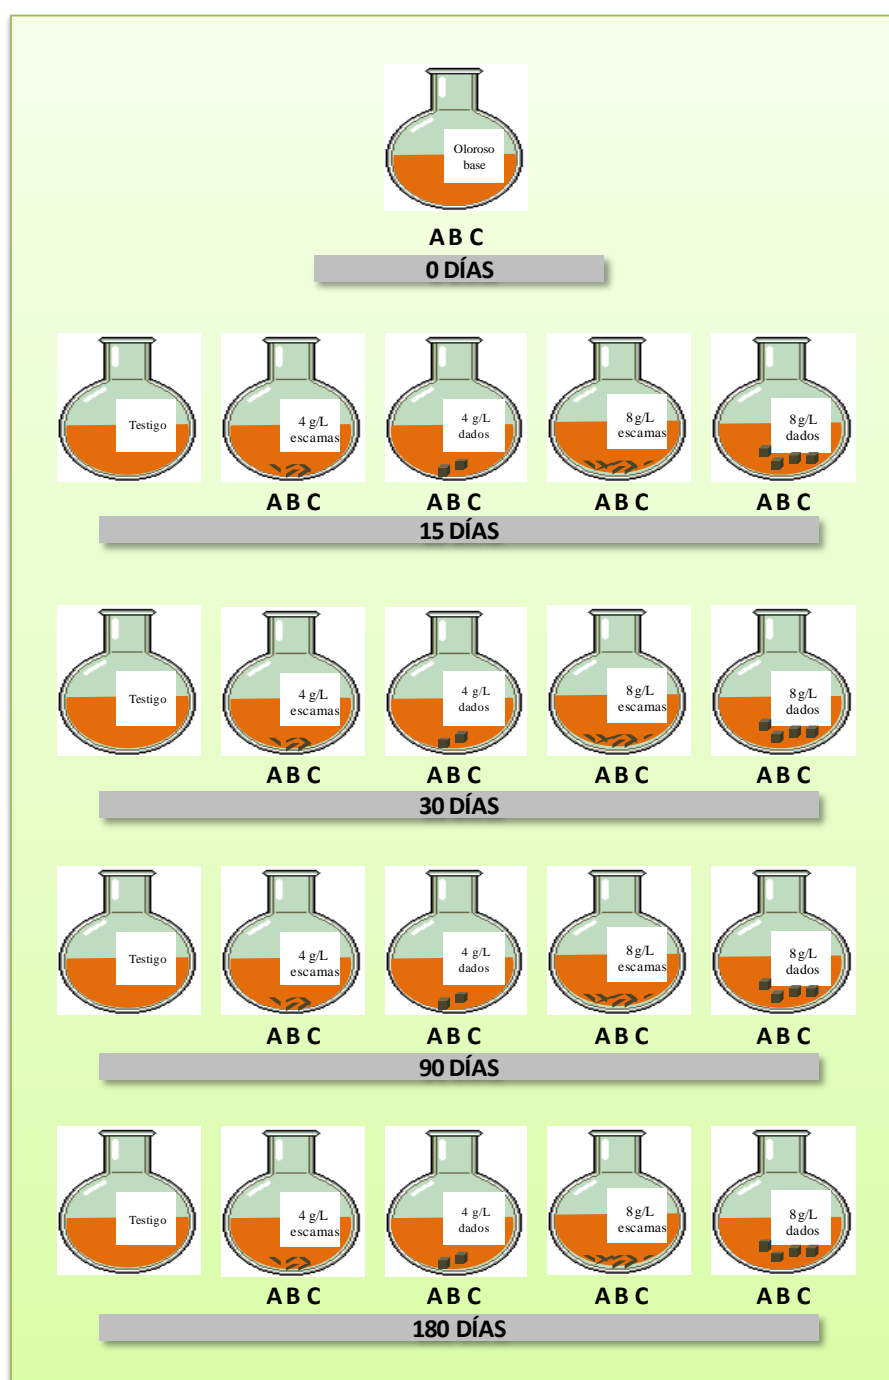 Oloroso
base
A B C
0 DÍAS
Testigo
4 g/L
escamas
4 g/L
dados
8 g/L
escamas
8 g/L
dados
A B C
A B C
A B C
A B C
15 DÍAS
Testigo
4 g/L
escamas
4 g/L
dados
8 g/L
escamas
8 g/L
dados
A B C
A B C
A B C
A B C
30 DÍAS
Testigo
4 g/L
escamas
4 g/L
dados
8 g/L
escamas
8 g/L
dados
A B C
A B C
A B C
A B C
90 DÍAS
Testigo
4 g/L
escamas
4 g/L
dados
8 g/L
escamas
8 g/L
dados
A B C
A B C
A B C
A B C
180 DÍAS